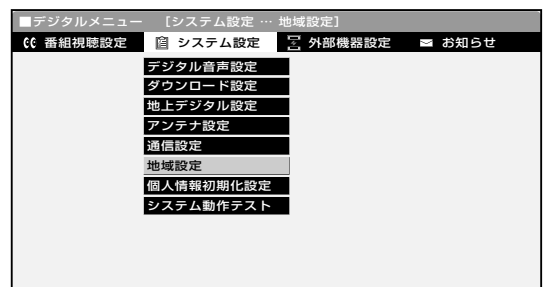 ■デジタルメニュー ［システム設定 … 地域設定］
番組視聴設定 システム設定 外部機器設定 お知らせ
デジタル音声設定
ダウンロード設定
地上デジタル設定
アンテナ設定
通信設定
地域設定
個人情報初期化設定
システム動作テスト